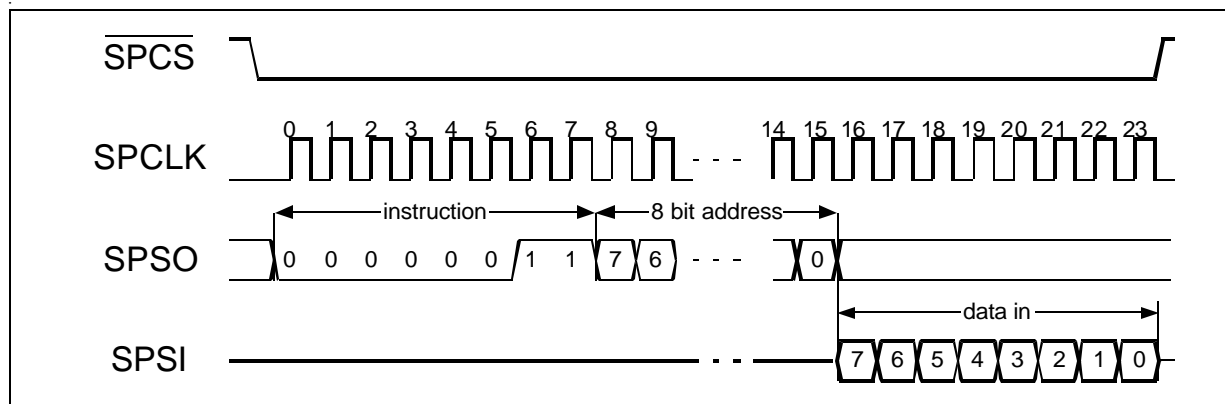 SPCS
0 1 2 3 4 5 6 7 8 9 14 15 16 17 18 19 20 21 22 23
SPCLK
instruction 8 bit address
SPSO 0 0 0 0 0 0 1 1 7 6 0
data in
SPSI 7 6 5 4 3 2 1 0